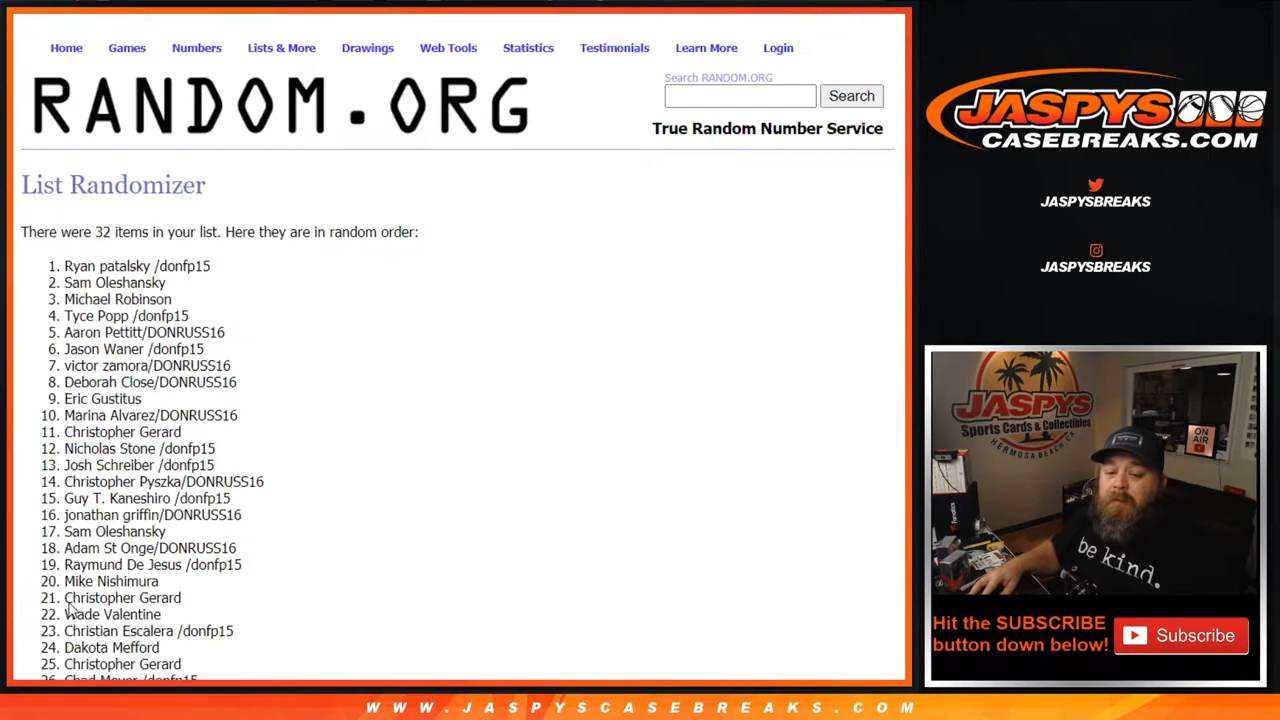 Home Games Numbers Lists & More Drawings Web Tools Statistics Testimonials Learn More Login
RANDOM.ORG
Search RANDOM.ORG
Search
True Random Number Service
List Randomizer
There were 32 items in your list. Here they are in random order:
1. Ryan patalsky /donfp15
2. Sam Oleshansky
3. Michael Robinson
4. Tyce Popp /donfp15
5. Aaron Pettitt/DONRUSS16
6. Jason Waner /donfp15
7. victor zamora/DONRUSS16
8. Deborah Close/DONRUSS16
9. Eric Gustitus
10. Marina Alvarez/DONRUSS16
11. Christopher Gerard
12. Nicholas Stone /donfp15
13. Josh Schreiber /donfp15
14. Christopher Pyszka/DONRUSS16
15. Guy T. Kaneshiro /donfp15
16. jonathan griffin/DONRUSS16
17. Sam Oleshansky
18. Adam St Onge/DONRUSS16
19. Raymund De Jesus /donfp15
20. Mike Nishimura
21. Christopher Gerard
22. Wade Valentine
23. Christian Escalera /donfp15
24. Dakota Mefford
25. Christopher Gerard
26. Chad Meyer /donfp15
JASPYS
CASEBREAKS.COM
JASPYSBREAKS
JASPYSBREAKS
JASPYS
Sports Cards & Collectibles
HERMOSA BEACH, CA
ON AIR
Fanatics
be kind.
Hit the SUBSCRIBE
button down below!
Subscribe
WWW.JASPYSCASEBREAKS.COM